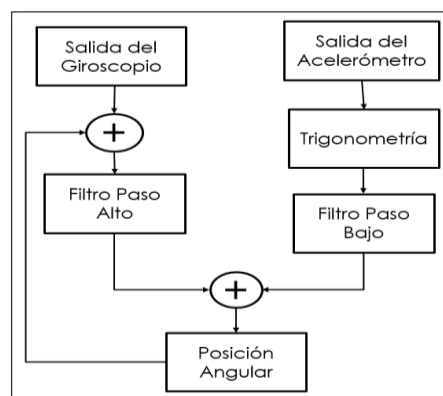 Salida del
Giroscopio
Salida del
Acelerómetro
+
Trigonometría
Filtro Paso
Alto
Filtro Paso
Bajo
+
Posición
Angular